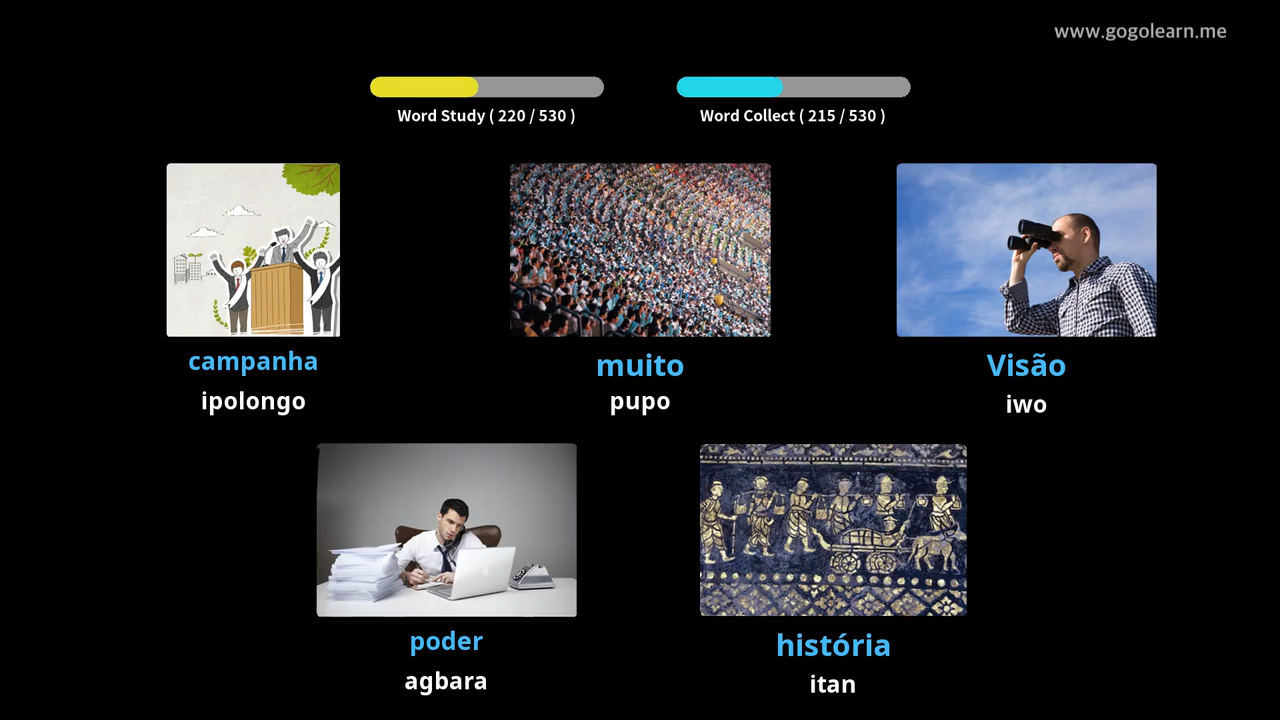 www.gogolearn.me
Word Study ( 220 / 530 )
Word Collect ( 215 / 530 )
campanha
ipolongo
muito
pupo
Visão
iwo
poder
agbara
história
itan